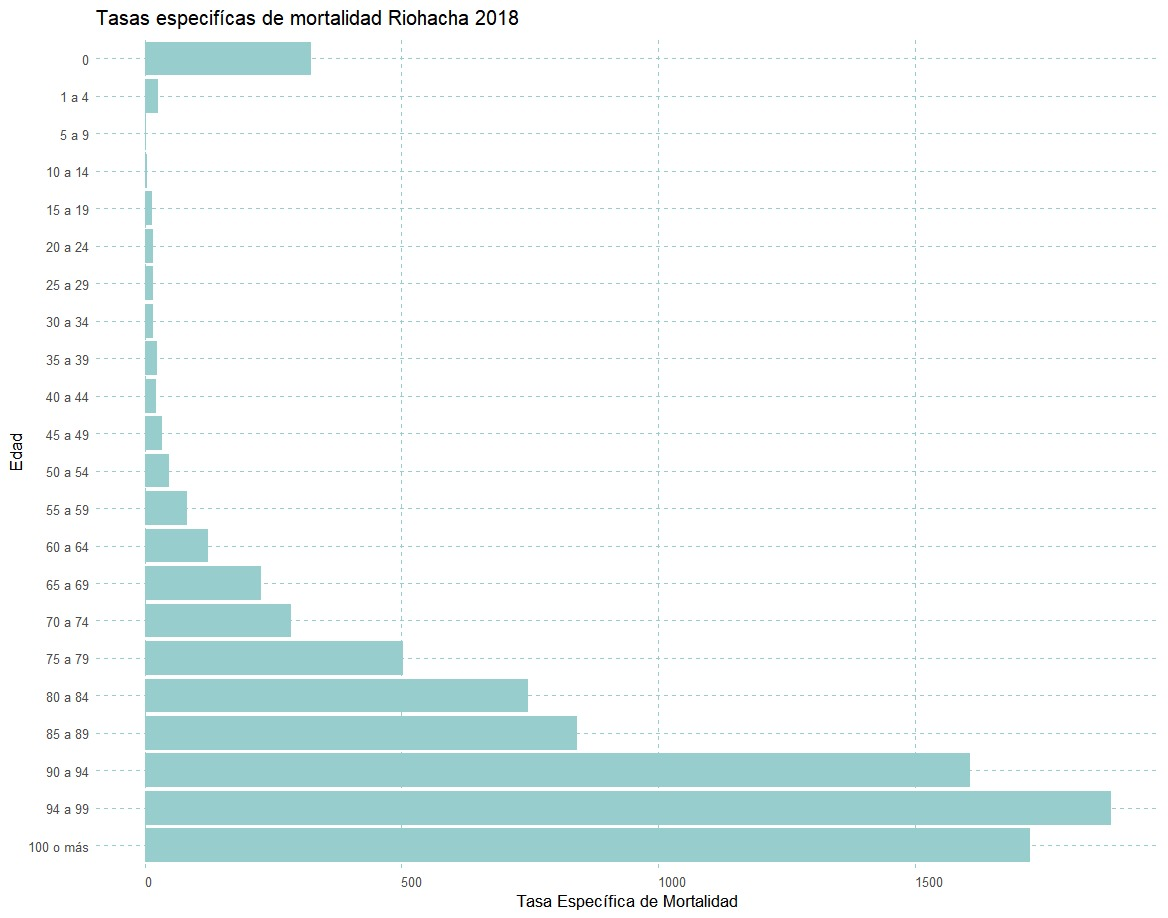 Tasas especifícas de mortalidad Riohacha 2018
0
1 a 4
5 a 9
10 a 14
15 a 19
20 a 24
25 a 29
30 a 34
35 a 39
40 a 44
45 a 49
50 a 54
55 a 59
60 a 64
65 a 69
70 a 74
75 a 79
80 a 84
85 a 89
90 a 94
94 a 99
100 o más
Edad
0 500 1000 1500
Tasa Específica de Mortalidad